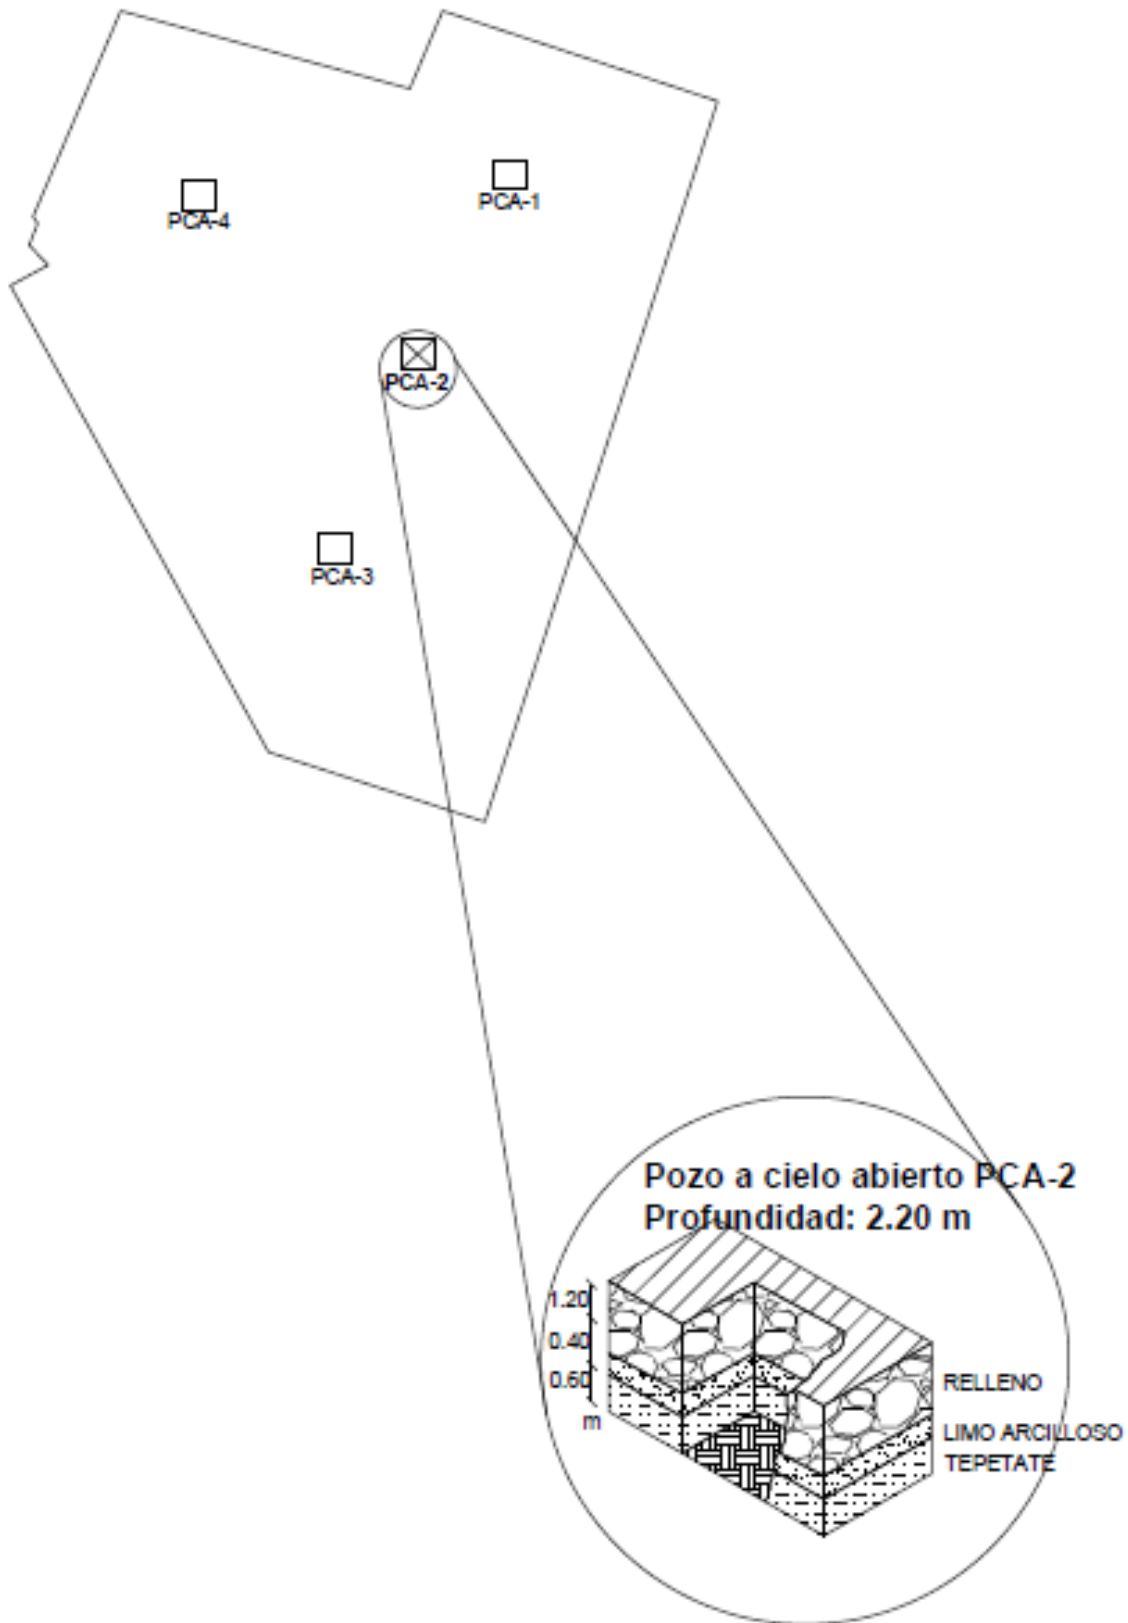 PCA-1
PCA-4
PCA-2
PCA-3
Pozo a cielo abierto PCA-2
Profundidad: 2.20 m
1.20
0.40
0.60
m
RELLENO
LIMO ARCILLOSO
TEPETATE